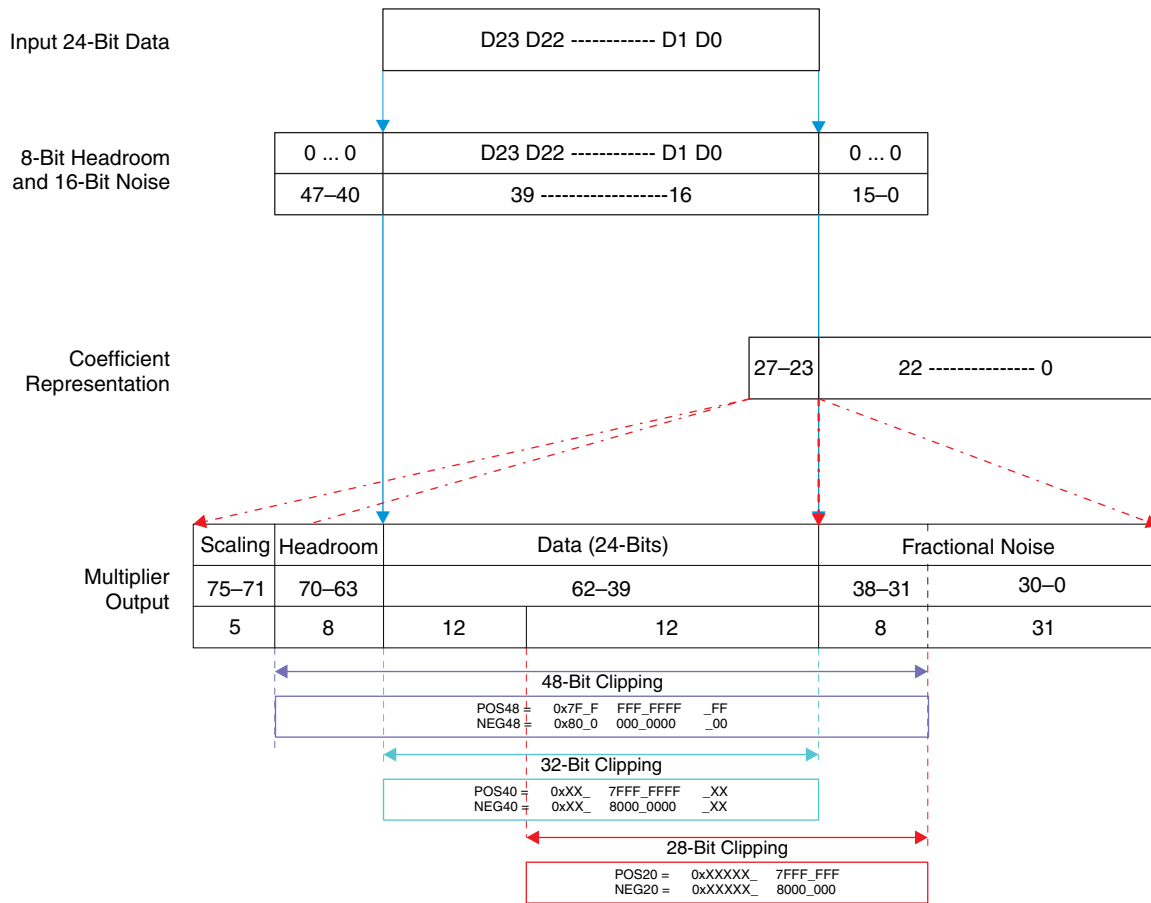 Input 24-Bit Data
D23 D22 ------------ D1 D0
8-Bit Headroom
and 16-Bit Noise
0 ... 0
D23 D22 ------------ D1 D0
0 ... 0
47–40
39 -------------------16
15–0
Coefficient
Representation
27–23
22 --------------- 0
Multiplier
Output
Scaling
Headroom
Data (24-Bits)
Fractional Noise
75–71
70–63
62–39
38–31
30–0
5
8
12
12
8
31
48-Bit Clipping
POS48 = 0x7F_F FFF_FFFF _FF
NEG48 = 0x80_0 000_0000 _00
32-Bit Clipping
POS40 = 0xXX_ 7FFF_FFFF _XX
NEG40 = 0xXX_ 8000_0000 _XX
28-Bit Clipping
POS20 = 0xXXXXX_ 7FFF_FFF
NEG20 = 0xXXXXX_ 8000_000